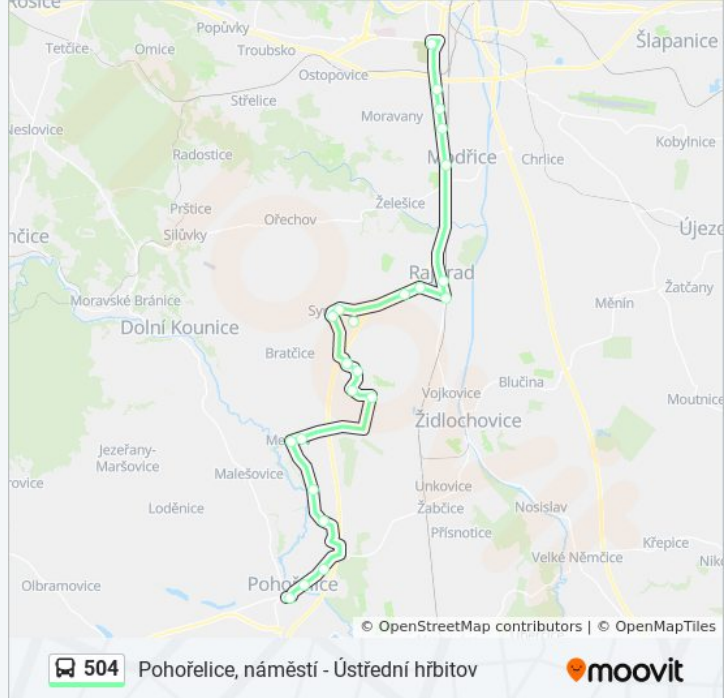 Rosice
Popůvky
Tetčice
Omice
Troubsko
Šlapanice
Ostopovice
Střelice
Moravany
Neslovice
Kobylnice
Radostice
Modřice
Chrlice
Prštice
Želešice
Ořechov
Silůvky
Újezd
Rajhrad
Žatčany
Moravské Bránice
Měnín
Dolní Kounice
Bratčice
Blučina
Vojkovice
Moutnice
Židlochovice
Jezeřany-
Maršovice
Malešovice
Unkovice
Loděnice
Žabčice
Nosislav
Přísnotice
Křepice
Velké Němčice
Olbramovice
Pohořelice
© OpenStreetMap contributors | © OpenMapTiles
504 Pohořelice, náměstí - Ústřední hřbitov moovit